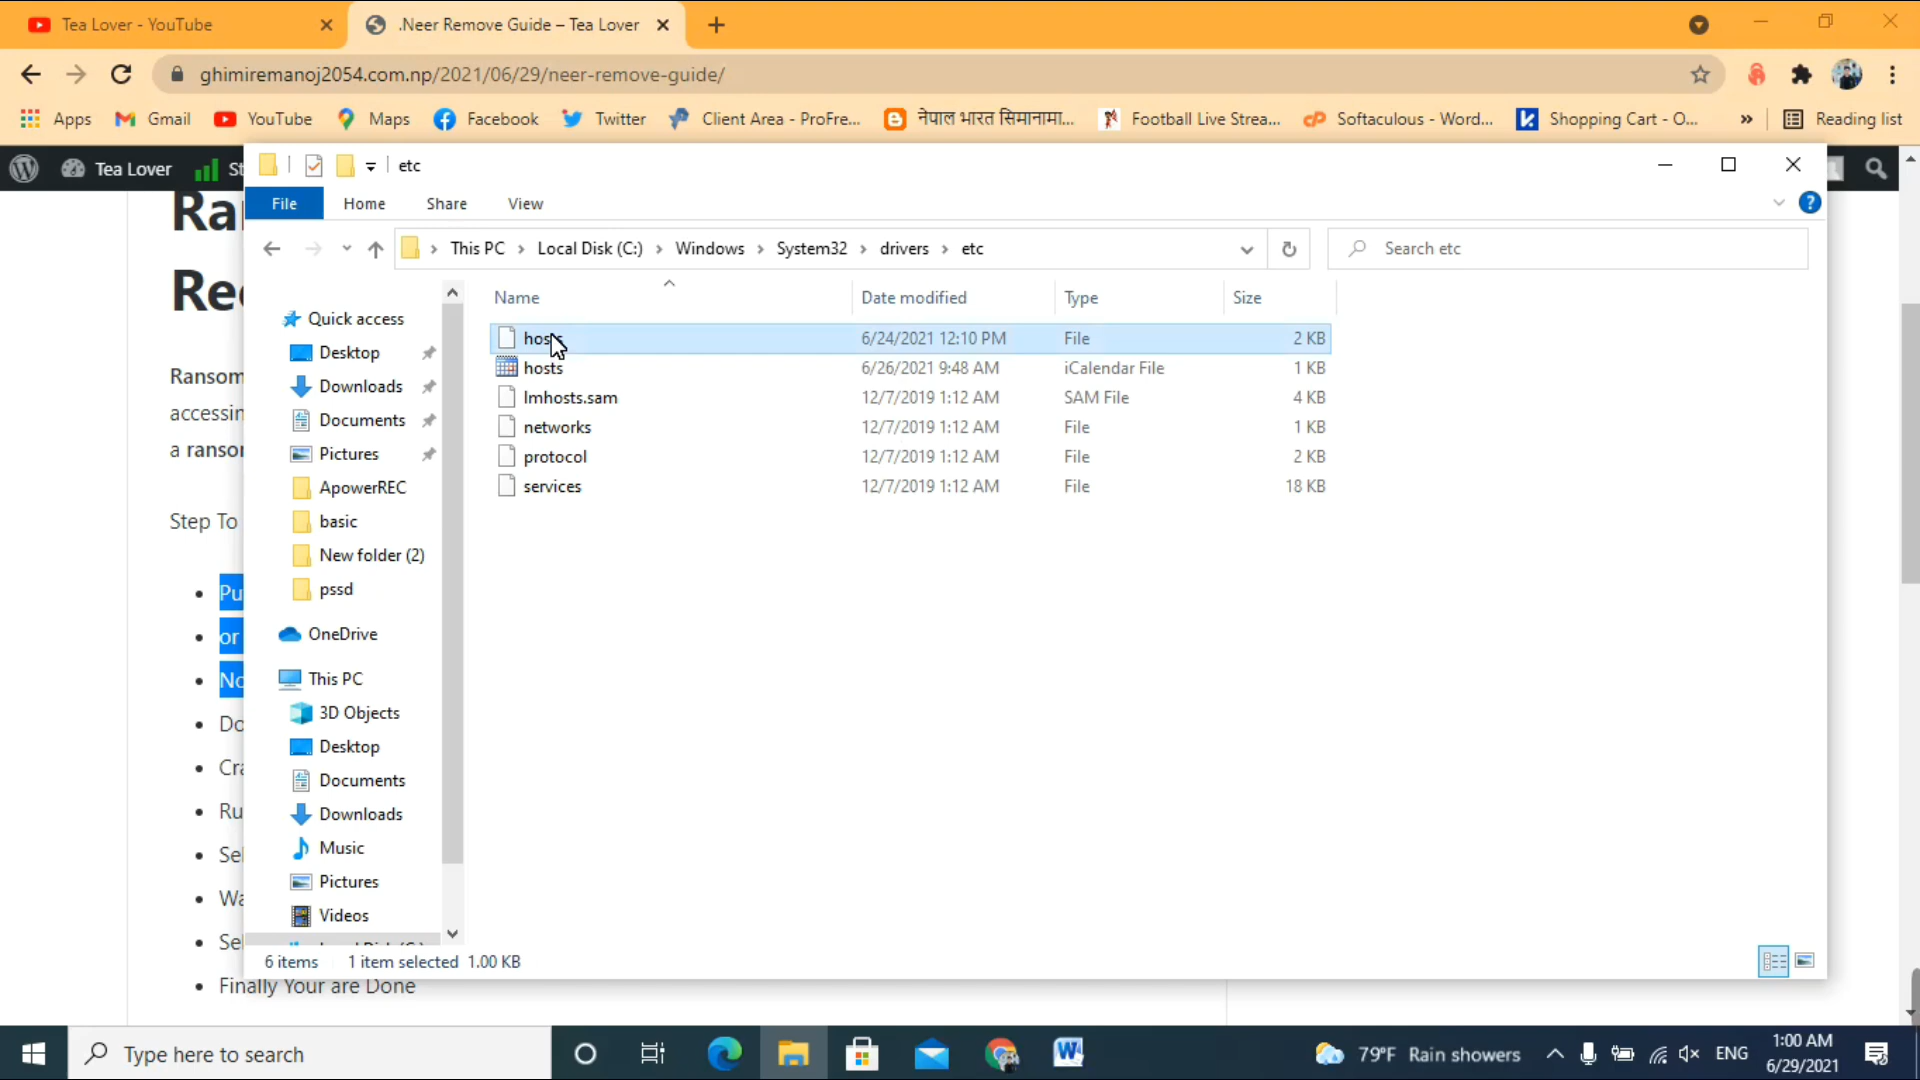 Tea Lover - YouTube
.Neer Remove Guide – Tea Lover
ghimiremanoj2054.com.np/2021/06/29/neer-remove-guide/
Apps Gmail YouTube Maps Facebook Twitter Client Area - ProFre... नेपाल भारत सिमानामा... Football Live Strea... Softaculous - Word... Shopping Cart - O... » Reading list
Tea Lover St
etc
File Home Share View
This PC > Local Disk (C:) > Windows > System32 > drivers > etc
Search etc
Name Date modified Type Size
hosts 6/24/2021 12:10 PM File 2 KB
hosts 6/26/2021 9:48 AM iCalendar File 1 KB
lmhosts.sam 12/7/2019 1:12 AM SAM File 4 KB
networks 12/7/2019 1:12 AM File 1 KB
protocol 12/7/2019 1:12 AM File 2 KB
services 12/7/2019 1:12 AM File 18 KB
Quick access
Desktop
Downloads
Documents
Pictures
ApowerREC
basic
New folder (2)
pssd
OneDrive
This PC
3D Objects
Desktop
Documents
Downloads
Music
Pictures
Videos
6 items 1 item selected 1.00 KB
Ra
Re
Ransom
accessin
a ransor
Step To
Pu
or
No
Do
Cra
Ru
Sel
Wa
Sel
Finally Your are Done
Type here to search
79°F Rain showers
ENG
1:00 AM
6/29/2021